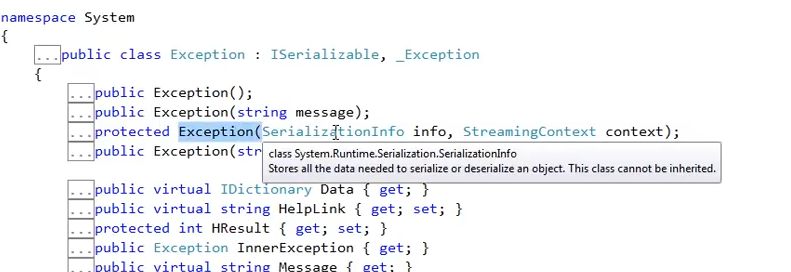 namespace System
{
...public class Exception : ISerializable, _Exception
{
...public Exception();
...public Exception(string message);
...protected Exception(SerializationInfo info, StreamingContext context);
...public Exception(str
class System.Runtime.Serialization.SerializationInfo
Stores all the data needed to serialize or deserialize an object. This class cannot be inherited.
...public virtual IDictionary Data { get; }
...public virtual string HelpLink { get; set; }
...protected int HResult { get; set; }
...public Exception InnerException { get; }
...public virtual string Message { get; }